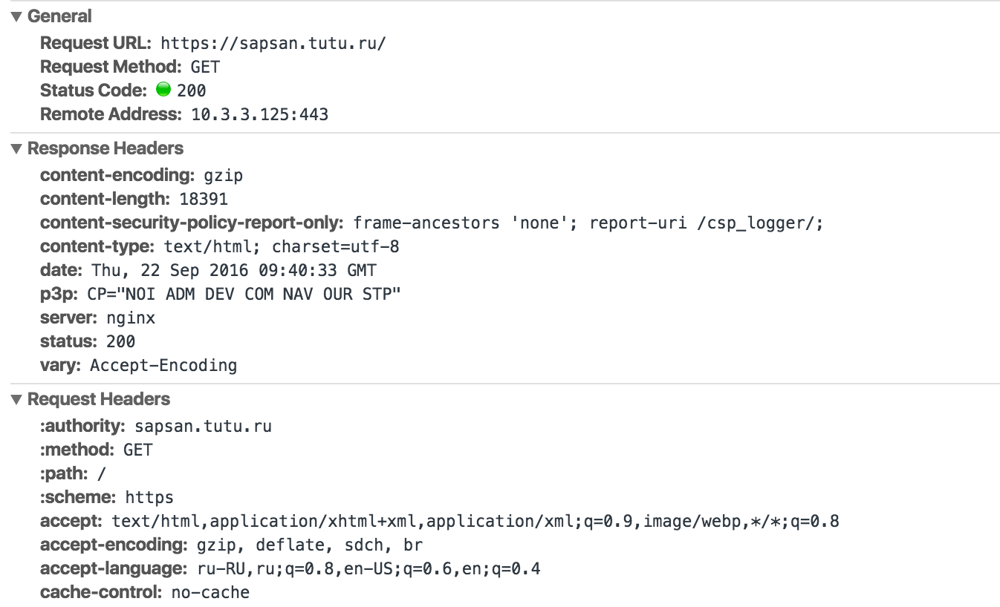 General
Request URL: https://sapsan.tutu.ru/
Request Method: GET
Status Code: 200
Remote Address: 10.3.3.125:443
Response Headers
content-encoding: gzip
content-length: 18391
content-security-policy-report-only: frame-ancestors 'none'; report-uri /csp_logger/;
content-type: text/html; charset=utf-8
date: Thu, 22 Sep 2016 09:40:33 GMT
p3p: CP="NOI ADM DEV COM NAV OUR STP"
server: nginx
status: 200
vary: Accept-Encoding
Request Headers
:authority: sapsan.tutu.ru
:method: GET
:path: /
:scheme: https
accept: text/html,application/xhtml+xml,application/xml;q=0.9,image/webp,*/*;q=0.8
accept-encoding: gzip, deflate, sdch, br
accept-language: ru-RU,ru;q=0.8,en-US;q=0.6,en;q=0.4
cache-control: no-cache